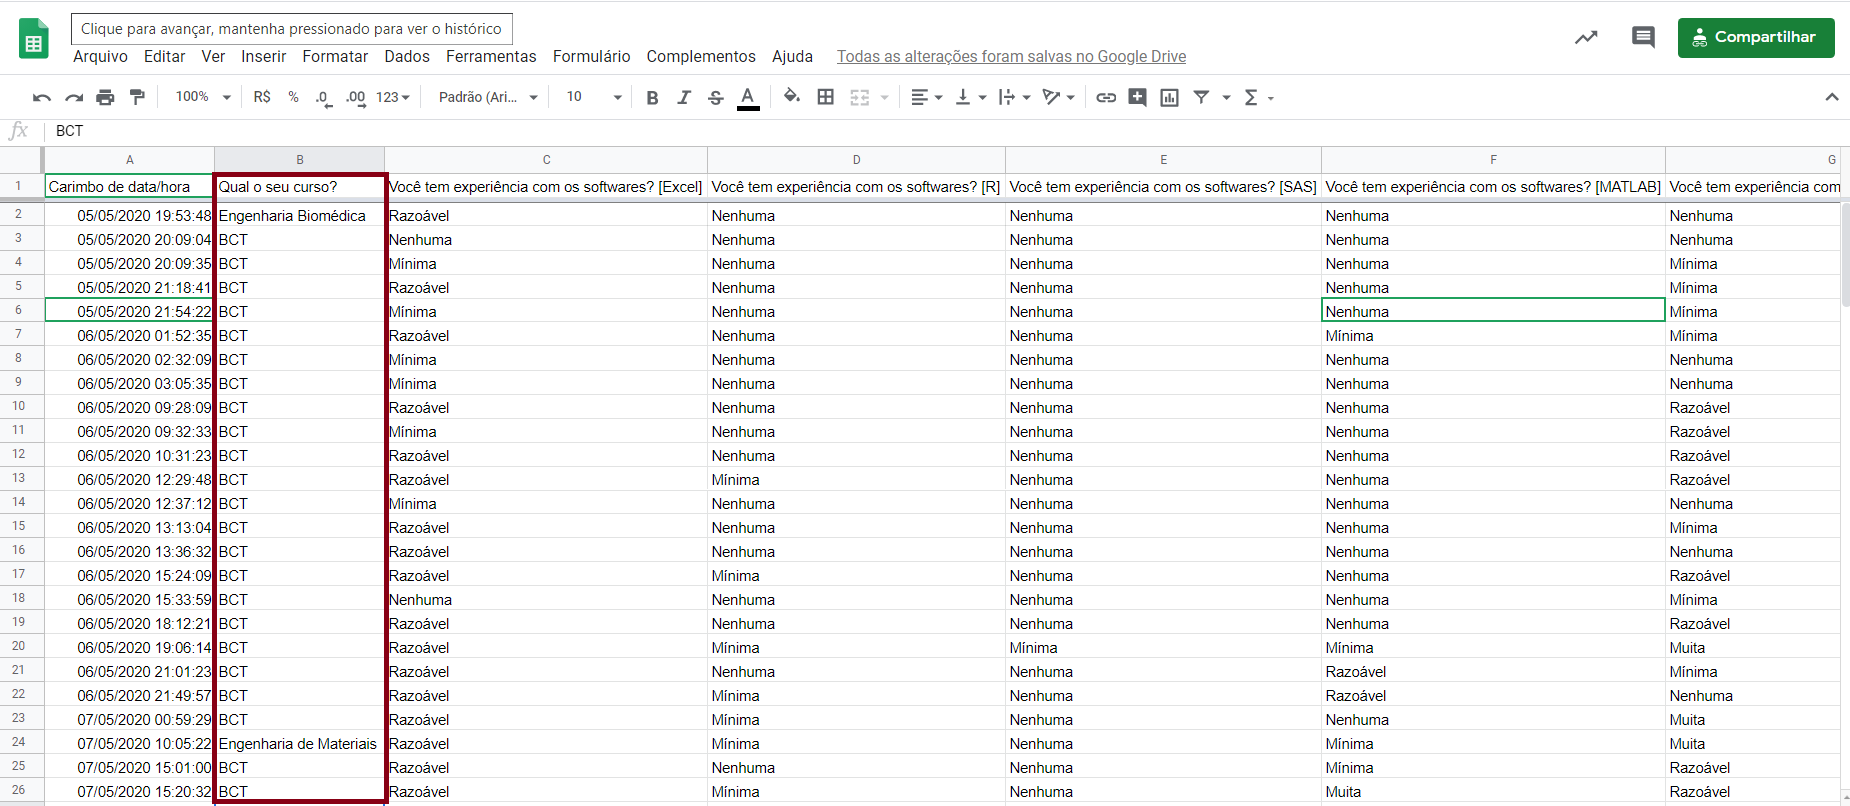 Clique para avançar, mantenha pressionado para ver o histórico
Arquivo Editar Ver Inserir Formatar Dados Ferramentas Formulário Complementos Ajuda Todas as alterações foram salvas no Google Drive
Compartilhar
100% R$ % .0 .00 123 Padrão (Ari... 10 B I S A
fx BCT
A B C D E F G
1 Carimbo de data/hora Qual o seu curso? Você tem experiência com os softwares? [Excel] Você tem experiência com os softwares? [R] Você tem experiência com os softwares? [SAS] Você tem experiência com os softwares? [MATLAB] Você tem experiência com
2 05/05/2020 19:53:48 Engenharia Biomédica Razoável Nenhuma Nenhuma Nenhuma Nenhuma
3 05/05/2020 20:09:04 BCT Nenhuma Nenhuma Nenhuma Nenhuma Nenhuma
4 05/05/2020 20:09:35 BCT Mínima Nenhuma Nenhuma Nenhuma Mínima
5 05/05/2020 21:18:41 BCT Razoável Nenhuma Nenhuma Nenhuma Mínima
6 05/05/2020 21:54:22 BCT Mínima Nenhuma Nenhuma Nenhuma Mínima
7 06/05/2020 01:52:35 BCT Razoável Nenhuma Nenhuma Mínima Mínima
8 06/05/2020 02:32:09 BCT Mínima Nenhuma Nenhuma Nenhuma Nenhuma
9 06/05/2020 03:05:35 BCT Mínima Nenhuma Nenhuma Nenhuma Nenhuma
10 06/05/2020 09:28:09 BCT Razoável Nenhuma Nenhuma Nenhuma Razoável
11 06/05/2020 09:32:33 BCT Mínima Nenhuma Nenhuma Nenhuma Razoável
12 06/05/2020 10:31:23 BCT Razoável Nenhuma Nenhuma Nenhuma Razoável
13 06/05/2020 12:29:48 BCT Razoável Mínima Nenhuma Nenhuma Razoável
14 06/05/2020 12:37:12 BCT Mínima Nenhuma Nenhuma Nenhuma Nenhuma
15 06/05/2020 13:13:04 BCT Razoável Nenhuma Nenhuma Nenhuma Mínima
16 06/05/2020 13:36:32 BCT Razoável Nenhuma Nenhuma Nenhuma Nenhuma
17 06/05/2020 15:24:09 BCT Razoável Mínima Nenhuma Nenhuma Razoável
18 06/05/2020 15:33:59 BCT Nenhuma Nenhuma Nenhuma Nenhuma Mínima
19 06/05/2020 18:12:21 BCT Razoável Nenhuma Nenhuma Nenhuma Razoável
20 06/05/2020 19:06:14 BCT Razoável Mínima Mínima Mínima Muita
21 06/05/2020 21:01:23 BCT Razoável Nenhuma Nenhuma Razoável Mínima
22 06/05/2020 21:49:57 BCT Razoável Mínima Nenhuma Razoável Nenhuma
23 07/05/2020 00:59:29 BCT Razoável Mínima Nenhuma Nenhuma Muita
24 07/05/2020 10:05:22 Engenharia de Materiais Razoável Mínima Nenhuma Mínima Muita
25 07/05/2020 15:01:00 BCT Razoável Nenhuma Nenhuma Mínima Razoável
26 07/05/2020 15:20:32 BCT Razoável Mínima Nenhuma Muita Razoável